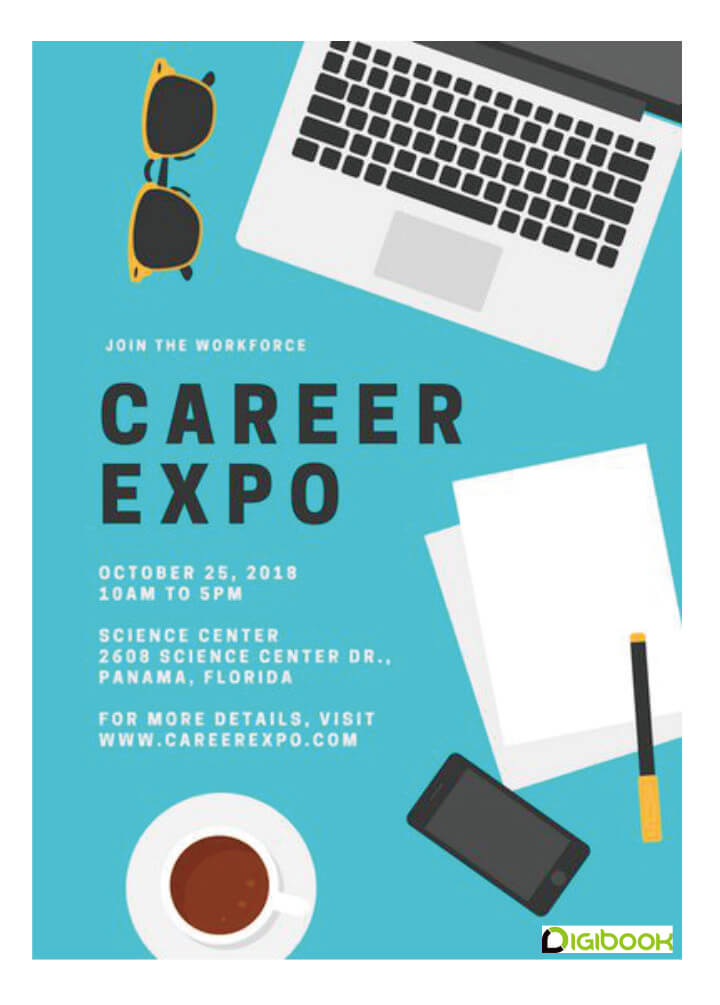 JOIN THE WORKFORCE
CAREER
EXPO
OCTOBER 25, 2018
10AM TO 5PM
SCIENCE CENTER
2608 SCIENCE CENTER DR.,
PANAMA, FLORIDA
FOR MORE DETAILS, VISIT
WWW.CAREEREXPO.COM
DIGIBOOK